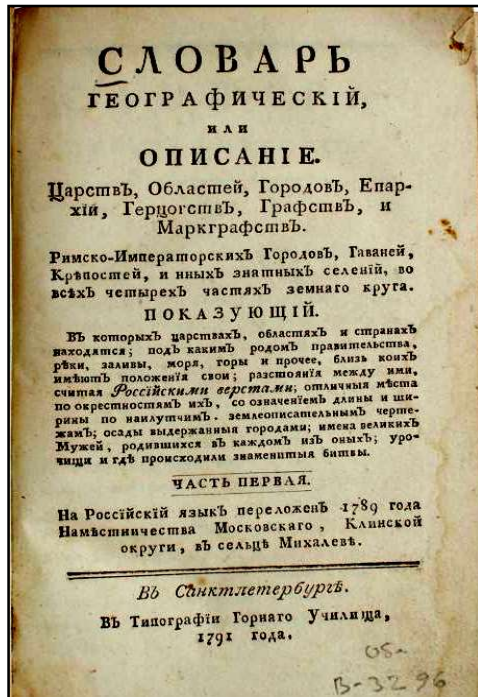 СЛОВАРЬ
ГЕОГРАФИЧЕСКІЙ,
ИЛИ
ОПИСАНІЕ.
Царствъ, Областей, Городовъ, Епар-
хій, Герцогствъ, Графствъ, и
Маркграфствъ.
Римско-Императорскихъ Городовъ, Гаваней,
Крѣпостей, и иныхъ знатныхъ селеній, во
всѣхъ четырехъ частяхъ земнаго круга.
ПОКАЗУЮЩІЙ.
Въ которыхъ царствахъ, областяхъ и странахъ
находятся; подъ какимъ родомъ правительства,
рѣки, заливы, моря, горы и прочее, близь коихъ
имѣютъ положенія свои; разстоянія между ими,
считая Россійскими верстами; отличныя мѣста
по окрестностямъ ихъ, со означеніемъ длины и ши-
рины по наилутчимъ землеописательнымъ черте-
жамъ; осады выдержанныя городами; имена великихъ
Мужей, родившихся въ каждомъ изъ оныхъ; уро-
чищи и гдѣ происходили знаменитыя битвы.
ЧАСТЬ ПЕРВАЯ.
На Россійскій языкъ переложенъ 1789 года
Намѣстничества Московскаго, Клинской
округи, въ сельцѣ Михалевѣ.
Въ Санктпетербургѣ.
Въ Типографіи Горнаго Училища,
1791 года.
В-3296